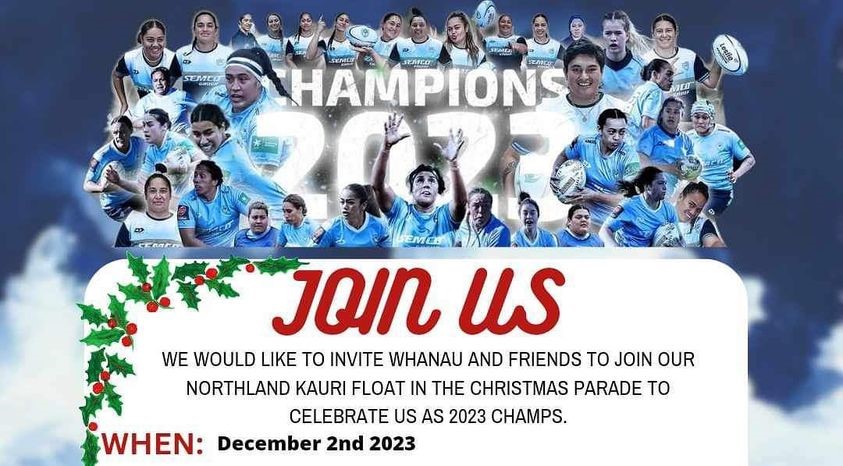 CHAMPIONS
2023
SEMCO
JOIN US
WE WOULD LIKE TO INVITE WHANAU AND FRIENDS TO JOIN OUR
NORTHLAND KAURI FLOAT IN THE CHRISTMAS PARADE TO
CELEBRATE US AS 2023 CHAMPS.
WHEN: December 2nd 2023